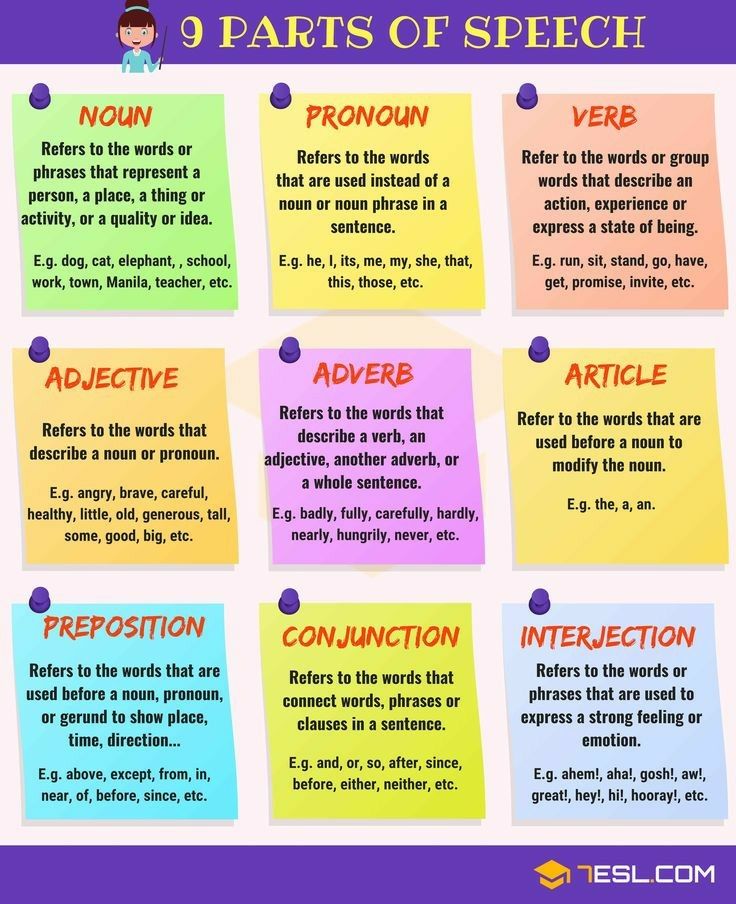 9 PARTS OF SPEECH
NOUN
Refers to the words or
phrases that represent a
person, a place, a thing or
activity, or a quality or idea.
E.g. dog, cat, elephant, , school,
work, town, Manila, teacher, etc.
PRONOUN
Refers to the words
that are used instead of a
noun or noun phrase in a
sentence.
E.g. he, I, its, me, my, she, that,
this, those, etc.
VERB
Refer to the words or group
words that describe an
action, experience or
express a state of being.
E.g. run, sit, stand, go, have,
get, promise, invite, etc.
ADJECTIVE
Refers to the words that
describe a noun or pronoun.
E.g. angry, brave, careful,
healthy, little, old, generous, tall,
some, good, big, etc.
ADVERB
Refers to the words that
describe a verb, an
adjective, another adverb, or
a whole sentence.
E.g. badly, fully, carefully, hardly,
nearly, hungrily, never, etc.
ARTICLE
Refer to the words that are
used before a noun to
modify the noun.
E.g. the, a, an.
PREPOSITION
Refers to the words that are
used before a noun, pronoun,
or gerund to show place,
time, direction...
E.g. above, except, from, in,
near, of, before, since, etc.
CONJUNCTION
Refers to the words that
connect words, phrases or
clauses in a sentence.
E.g. and, or, so, after, since,
before, either, neither, etc.
INTERJECTION
Refers to the words or
phrases that are used to
express a strong feeling or
emotion.
E.g. ahem!, aha!, gosh!, aw!,
great!, hey!, hi!, hooray!, etc.
7ESL.COM